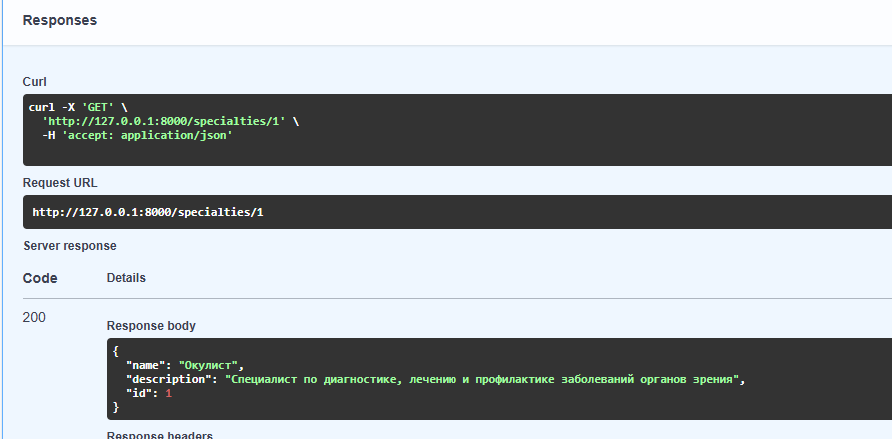 Responses
Curl
curl -X 'GET' \
'http://127.0.0.1:8000/specialties/1' \
-H 'accept: application/json'
Request URL
http://127.0.0.1:8000/specialties/1
Server response
Code Details
200
Response body
{
"name": "Окулист",
"description": "Специалист по диагностике, лечению и профилактике заболеваний органов зрения",
"id": 1
}
Response headers